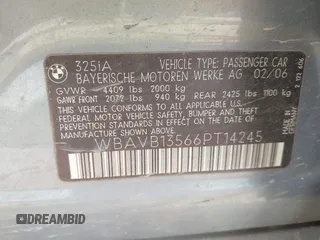 325iA VEHICLE TYPE: PASSENGER CAR
BAYERISCHE MOTOREN WERKE AG 02/06
GVWR 4409 lbs 2000 kg
GAWR FRONT 2072 lbs 940 kg REAR 2425 lbs 1100 kg
THIS VEHICLE CONFORMS TO ALL APPLICABLE
FEDERAL MOTOR VEHICLE SAFETY, BUMPER AND
THEFT PREVENTION STANDARDS IN EFFECT ON THE DATE
OF MANUFACTURE SHOWN ABOVE.
WBAVB13566PT14245
DREAMBID